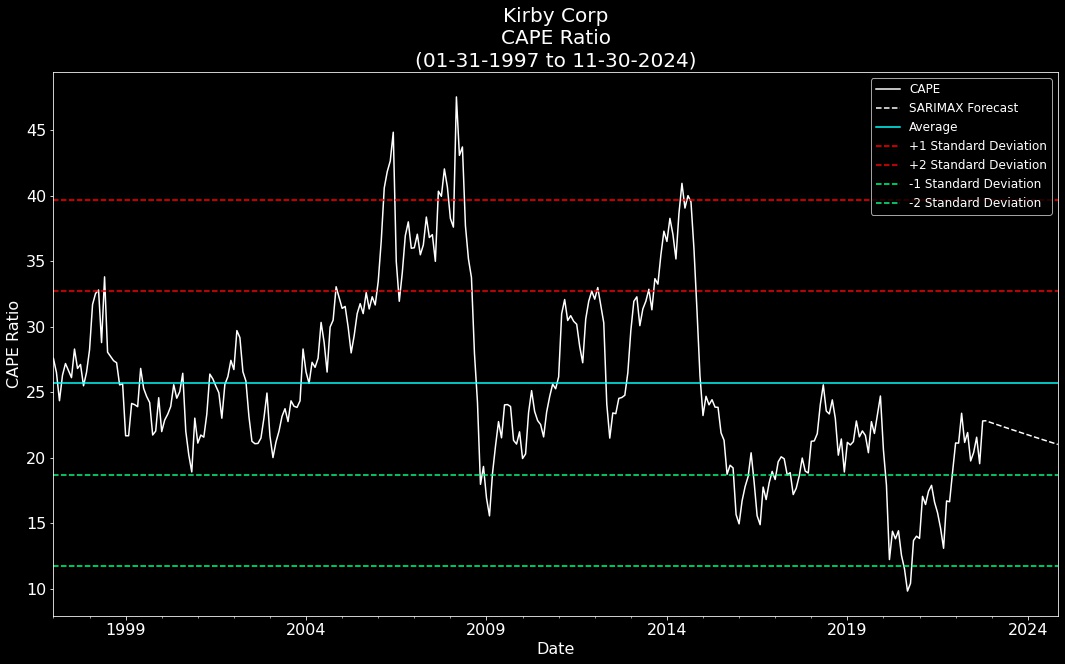 Kirby Corp
CAPE Ratio
(01-31-1997 to 11-30-2024)
CAPE
SARIMAX Forecast
Average
+1 Standard Deviation
+2 Standard Deviation
-1 Standard Deviation
-2 Standard Deviation
CAPE Ratio
45
40
35
30
25
20
15
10
1999
2004
2009
2014
2019
2024
Date